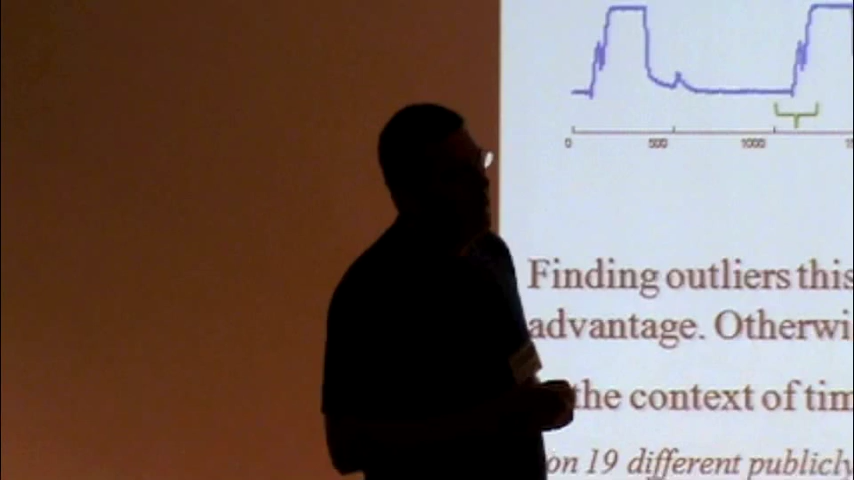 0 500 1000
Finding outliers this
advantage. Otherwi
the context of tim
on 19 different publicly